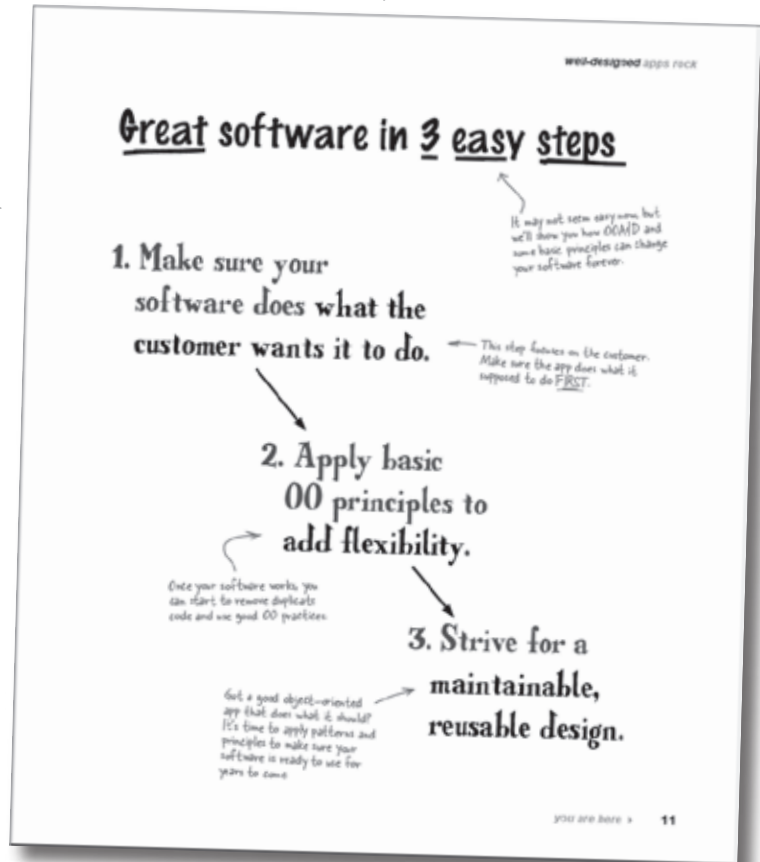 well-designed apps rock
Great software in 3 easy steps
It may not seem easy now, but
we'll show you how OOA&D and
some basic principles can change
your software forever.
1. Make sure your
software does what the
customer wants it to do.
This step focuses on the customer.
Make sure the app does what it
supposed to do FIRST.
2. Apply basic
OO principles to
add flexibility.
Once your software works, you
can start to remove duplicate
code and use good OO practices
3. Strive for a
maintainable,
reusable design.
Got a good object-oriented
app that does what it should?
It's time to apply patterns and
principles to make sure your
software is ready to use for
years to come
you are here ›
11